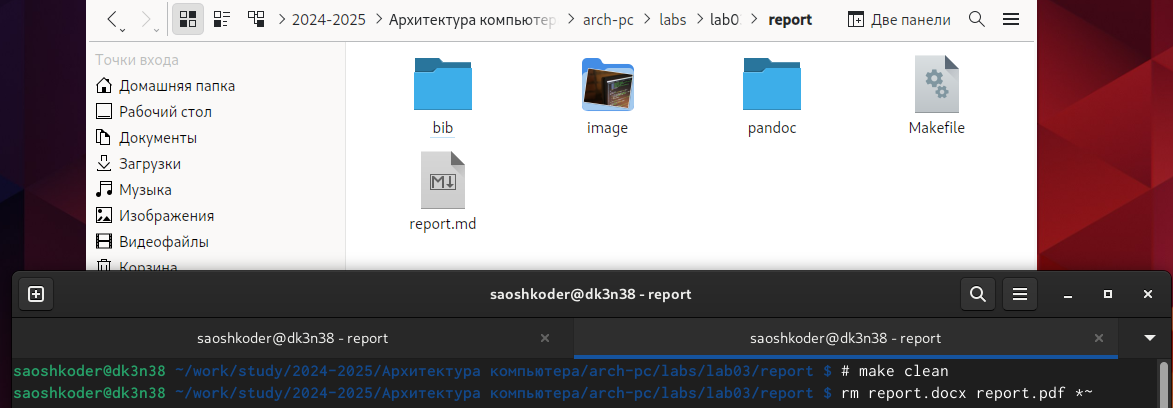 2024-2025 Архитектура компьютер arch-pc labs lab0 report Две панели
Точки входа
Домашняя папка
Рабочий стол
Документы
Загрузки
Музыка
Изображения
Видеофайлы
Корзина
bib image pandoc Makefile
report.md
saoshkoder@dk3n38 - report
saoshkoder@dk3n38 - report saoshkoder@dk3n38 - report
saoshkoder@dk3n38 ~/work/study/2024-2025/Архитектура компьютера/arch-pc/labs/lab03/report $ # make clean
saoshkoder@dk3n38 ~/work/study/2024-2025/Архитектура компьютера/arch-pc/labs/lab03/report $ rm report.docx report.pdf *~